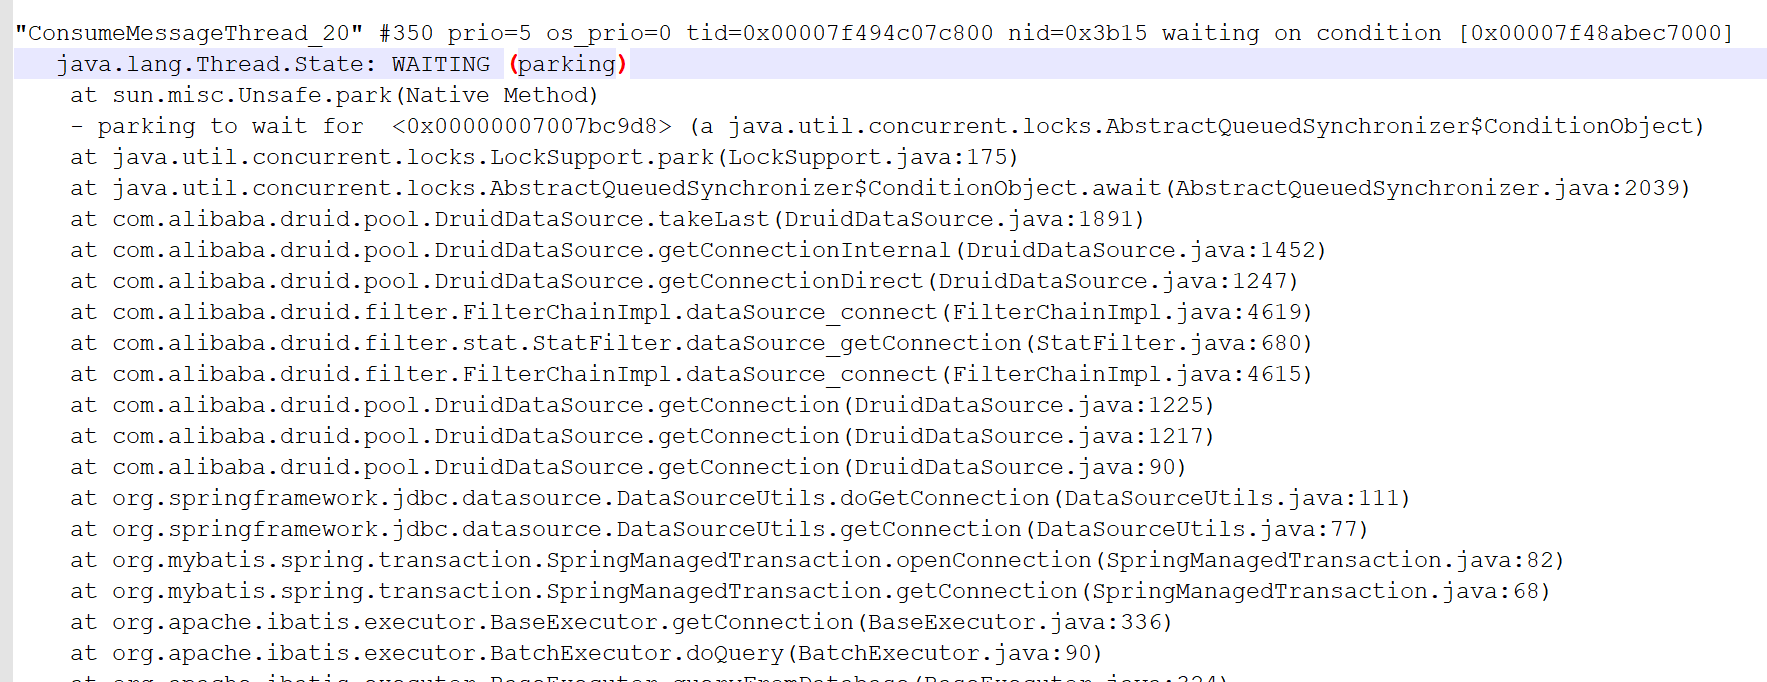 "ConsumeMessageThread_20" #350 prio=5 os_prio=0 tid=0x00007f494c07c800 nid=0x3b15 waiting on condition [0x00007f48abec7000]
java.lang.Thread.State: WAITING (parking)
at sun.misc.Unsafe.park(Native Method)
- parking to wait for  <0x00000007007bc9d8> (a java.util.concurrent.locks.AbstractQueuedSynchronizer$ConditionObject)
at java.util.concurrent.locks.LockSupport.park(LockSupport.java:175)
at java.util.concurrent.locks.AbstractQueuedSynchronizer$ConditionObject.await(AbstractQueuedSynchronizer.java:2039)
at com.alibaba.druid.pool.DruidDataSource.takeLast(DruidDataSource.java:1891)
at com.alibaba.druid.pool.DruidDataSource.getConnectionInternal(DruidDataSource.java:1452)
at com.alibaba.druid.pool.DruidDataSource.getConnectionDirect(DruidDataSource.java:1247)
at com.alibaba.druid.filter.FilterChainImpl.dataSource_connect(FilterChainImpl.java:4619)
at com.alibaba.druid.filter.stat.StatFilter.dataSource_getConnection(StatFilter.java:680)
at com.alibaba.druid.filter.FilterChainImpl.dataSource_connect(FilterChainImpl.java:4615)
at com.alibaba.druid.pool.DruidDataSource.getConnection(DruidDataSource.java:1225)
at com.alibaba.druid.pool.DruidDataSource.getConnection(DruidDataSource.java:1217)
at com.alibaba.druid.pool.DruidDataSource.getConnection(DruidDataSource.java:90)
at org.springframework.jdbc.datasource.DataSourceUtils.doGetConnection(DataSourceUtils.java:111)
at org.springframework.jdbc.datasource.DataSourceUtils.getConnection(DataSourceUtils.java:77)
at org.mybatis.spring.transaction.SpringManagedTransaction.openConnection(SpringManagedTransaction.java:82)
at org.mybatis.spring.transaction.SpringManagedTransaction.getConnection(SpringManagedTransaction.java:68)
at org.apache.ibatis.executor.BaseExecutor.getConnection(BaseExecutor.java:336)
at org.apache.ibatis.executor.BatchExecutor.doQuery(BatchExecutor.java:90)
at org.apache.ibatis.executor.BaseExecutor.queryFromDatabase(BaseExecutor.java:324)